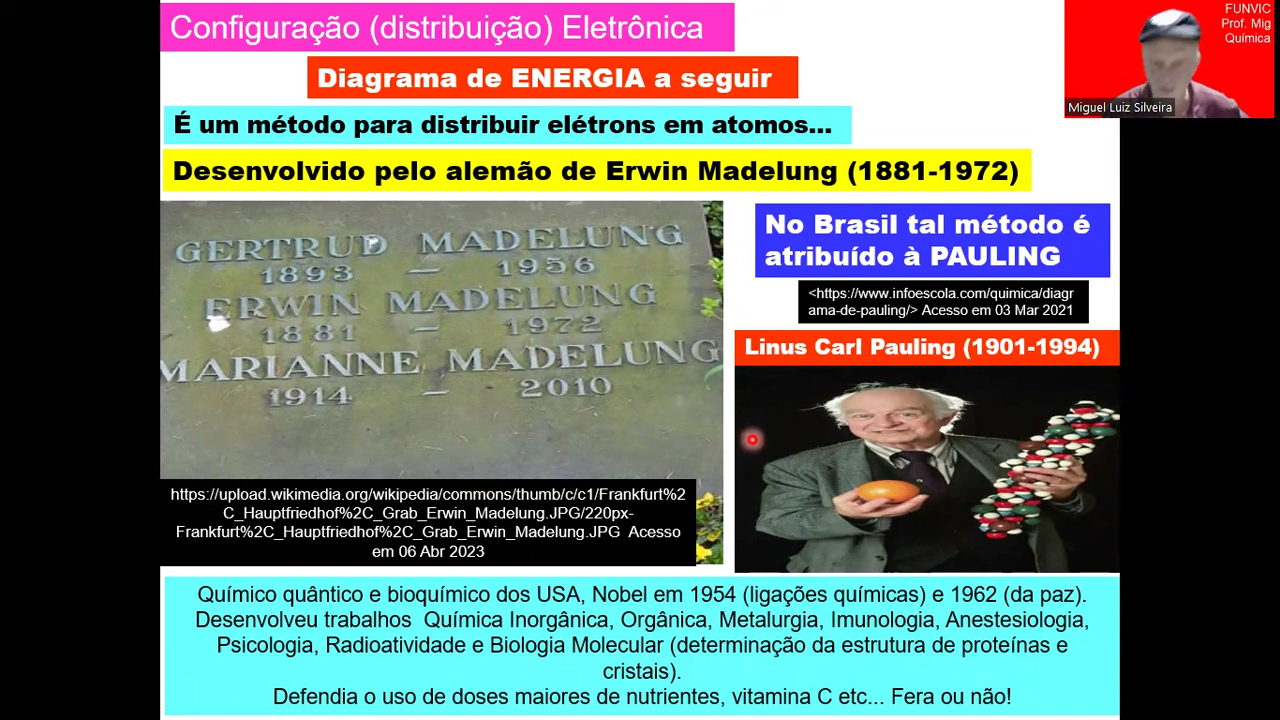 Configuração (distribuição) Eletrônica
FUNVIC
Prof. Mig
Química
Miguel Luiz Silveira
Diagrama de ENERGIA a seguir
É um método para distribuir elétrons em atomos...
Desenvolvido pelo alemão de Erwin Madelung (1881-1972)
GERTRUD MADELUNG
1893 — 1956
ERWIN MADELUNG
1881 — 1972
MARIANNE MADELUNG
1914 — 2010
https://upload.wikimedia.org/wikipedia/commons/thumb/c/c1/Frankfurt%2
C_Hauptfriedhof%2C_Grab_Erwin_Madelung.JPG/220px-
Frankfurt%2C_Hauptfriedhof%2C_Grab_Erwin_Madelung.JPG Acesso
em 06 Abr 2023
No Brasil tal método é
atribuído à PAULING
<https://www.infoescola.com/quimica/diagr
ama-de-pauling/> Acesso em 03 Mar 2021
Linus Carl Pauling (1901-1994)
Químico quântico e bioquímico dos USA, Nobel em 1954 (ligações químicas) e 1962 (da paz).
Desenvolveu trabalhos Química Inorgânica, Orgânica, Metalurgia, Imunologia, Anestesiologia,
Psicologia, Radioatividade e Biologia Molecular (determinação da estrutura de proteínas e
cristais).
Defendia o uso de doses maiores de nutrientes, vitamina C etc... Fera ou não!